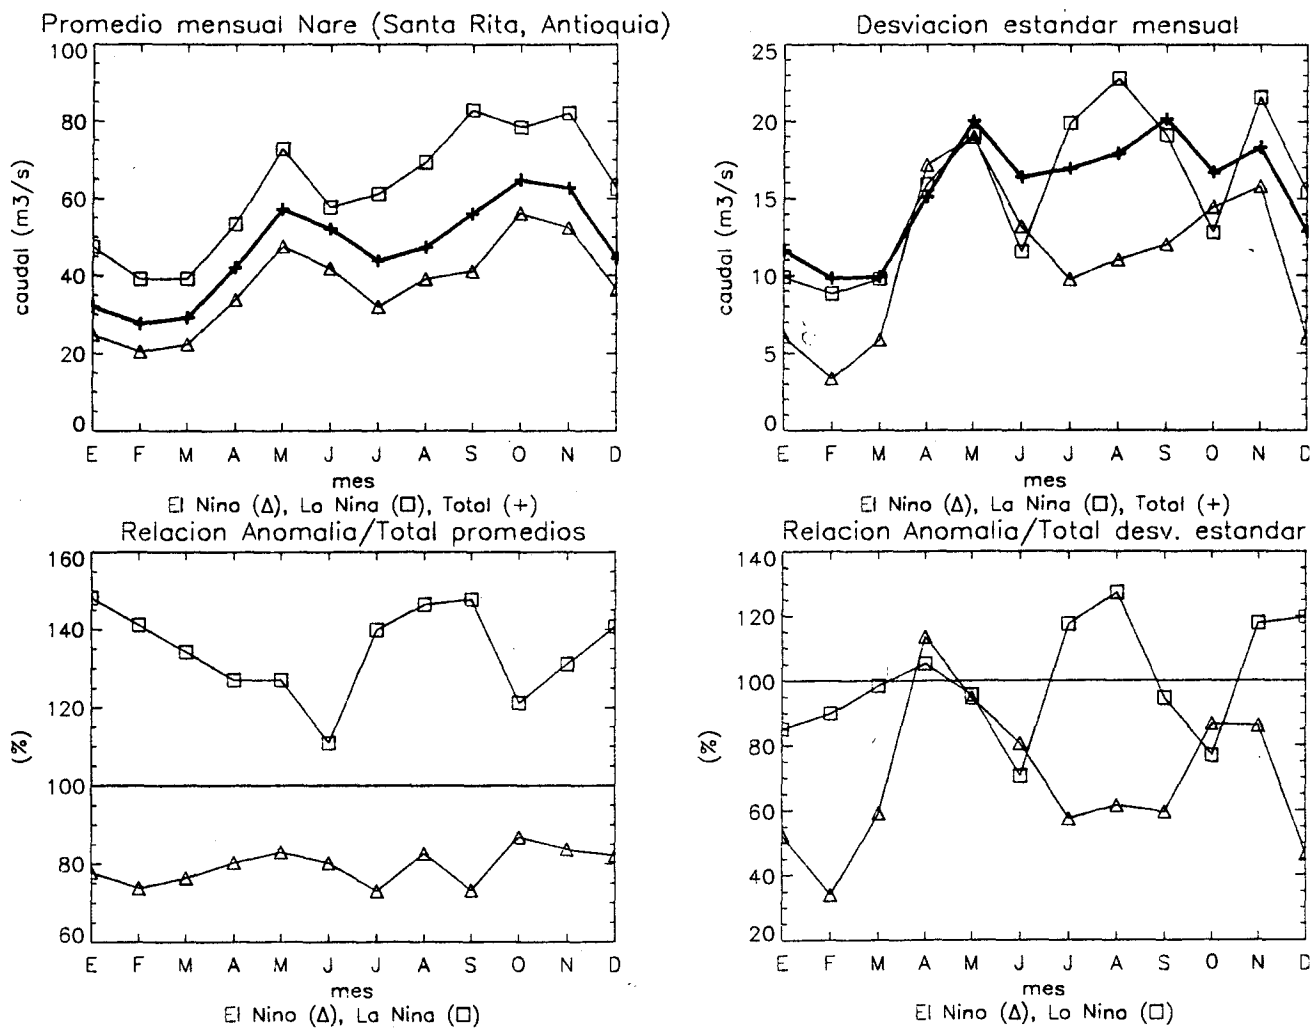 Promedio mensual Nare (Santa Rita, Antioquia)
100
80
60
40
20
0
caudal (m3/s)
E F M A M J J A S O N D
mes
El Nino (Δ), La Nina (□), Total (+)
Desviacion estandar mensual
25
20
15
10
5
0
caudal (m3/s)
E F M A M J J A S O N D
mes
El Nino (Δ), La Nina (□), Total (+)
Relacion Anomalia/Total promedios
160
140
120
100
80
60
(%)
E F M A M J J A S O N D
mes
El Nino (Δ), La Nina (□)
Relacion Anomalia/Total desv. estandar
140
120
100
80
60
40
20
(%)
E F M A M J J A S O N D
mes
El Nino (Δ), La Nina (□)